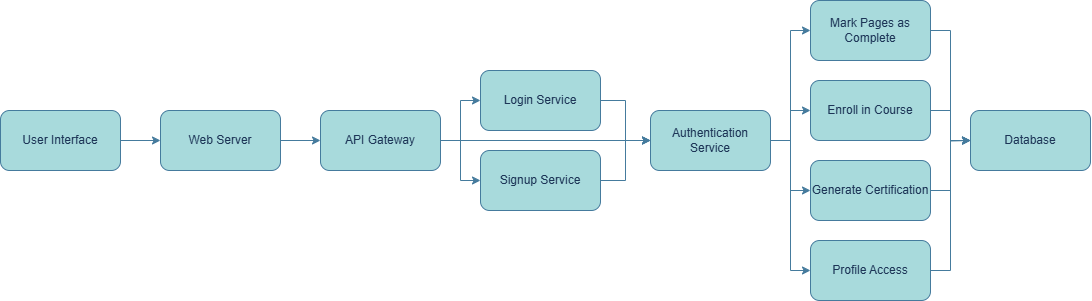 User Interface
Web Server
API Gateway
Login Service
Signup Service
Authentication
Service
Mark Pages as
Complete
Enroll in Course
Generate Certification
Profile Access
Database